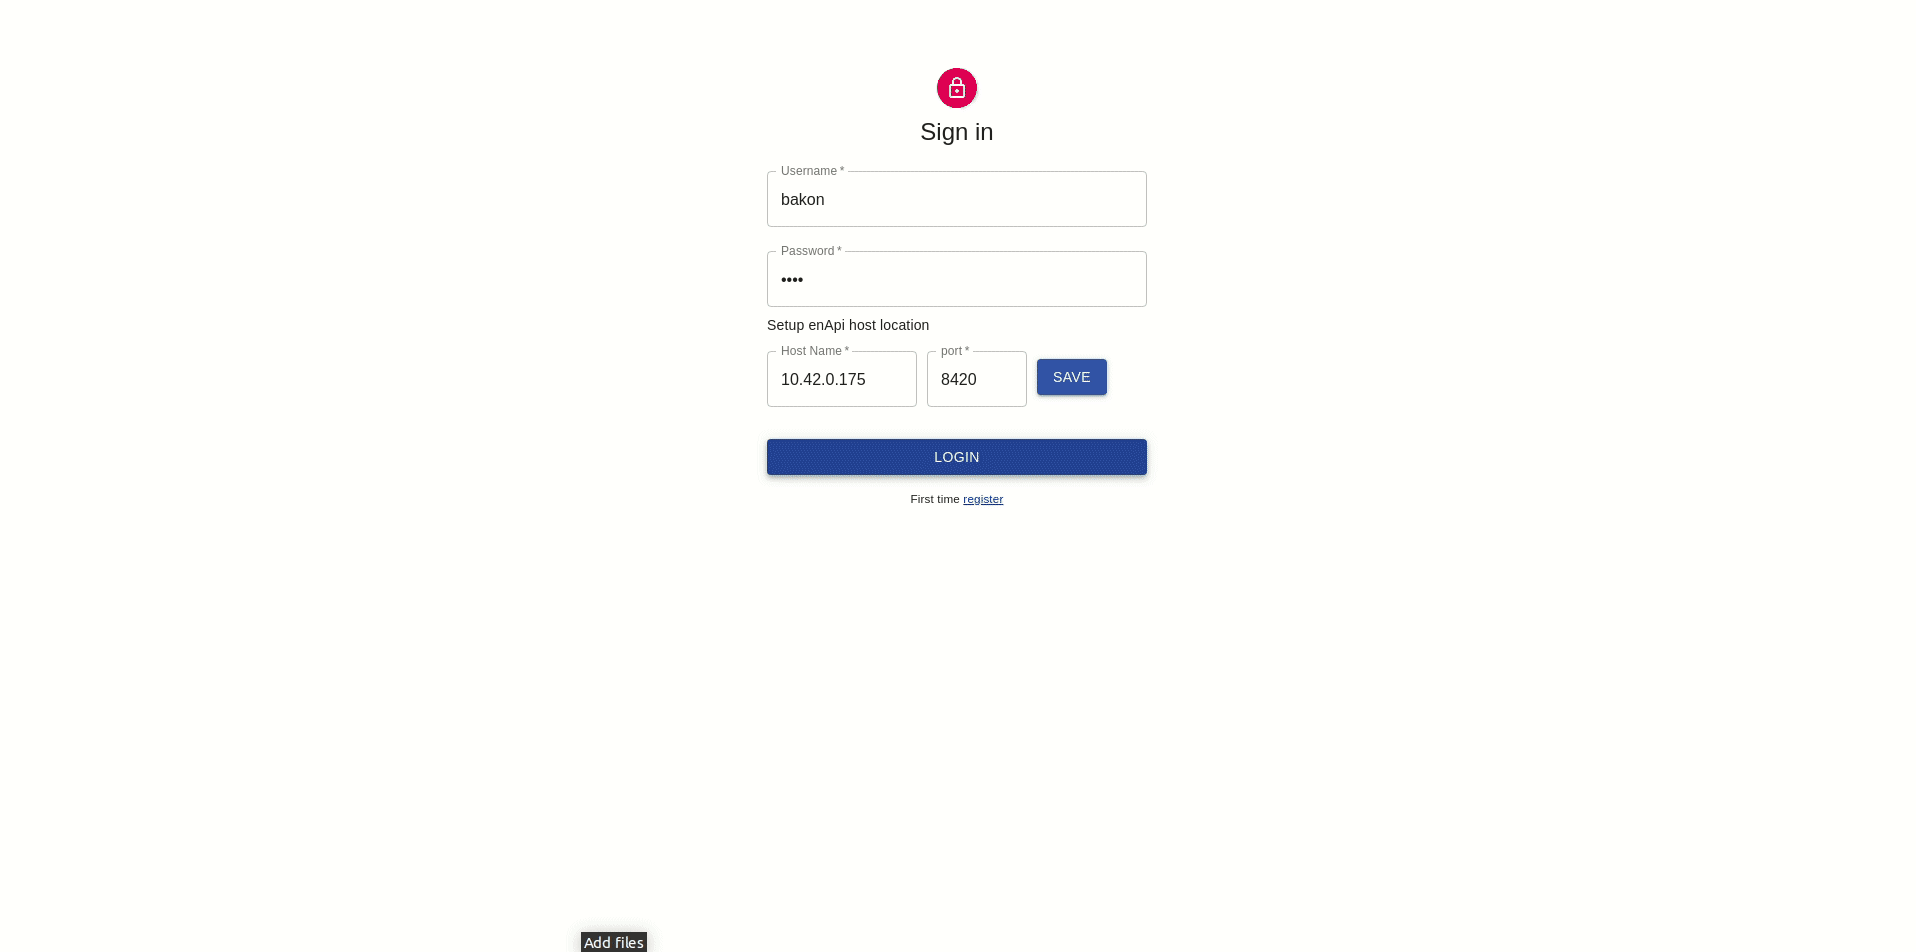 Sign in
Username *
bakon
Password *
••••
Setup enApi host location
Host Name * port *
10.42.0.175 8420 SAVE
LOGIN
First time register
Add files